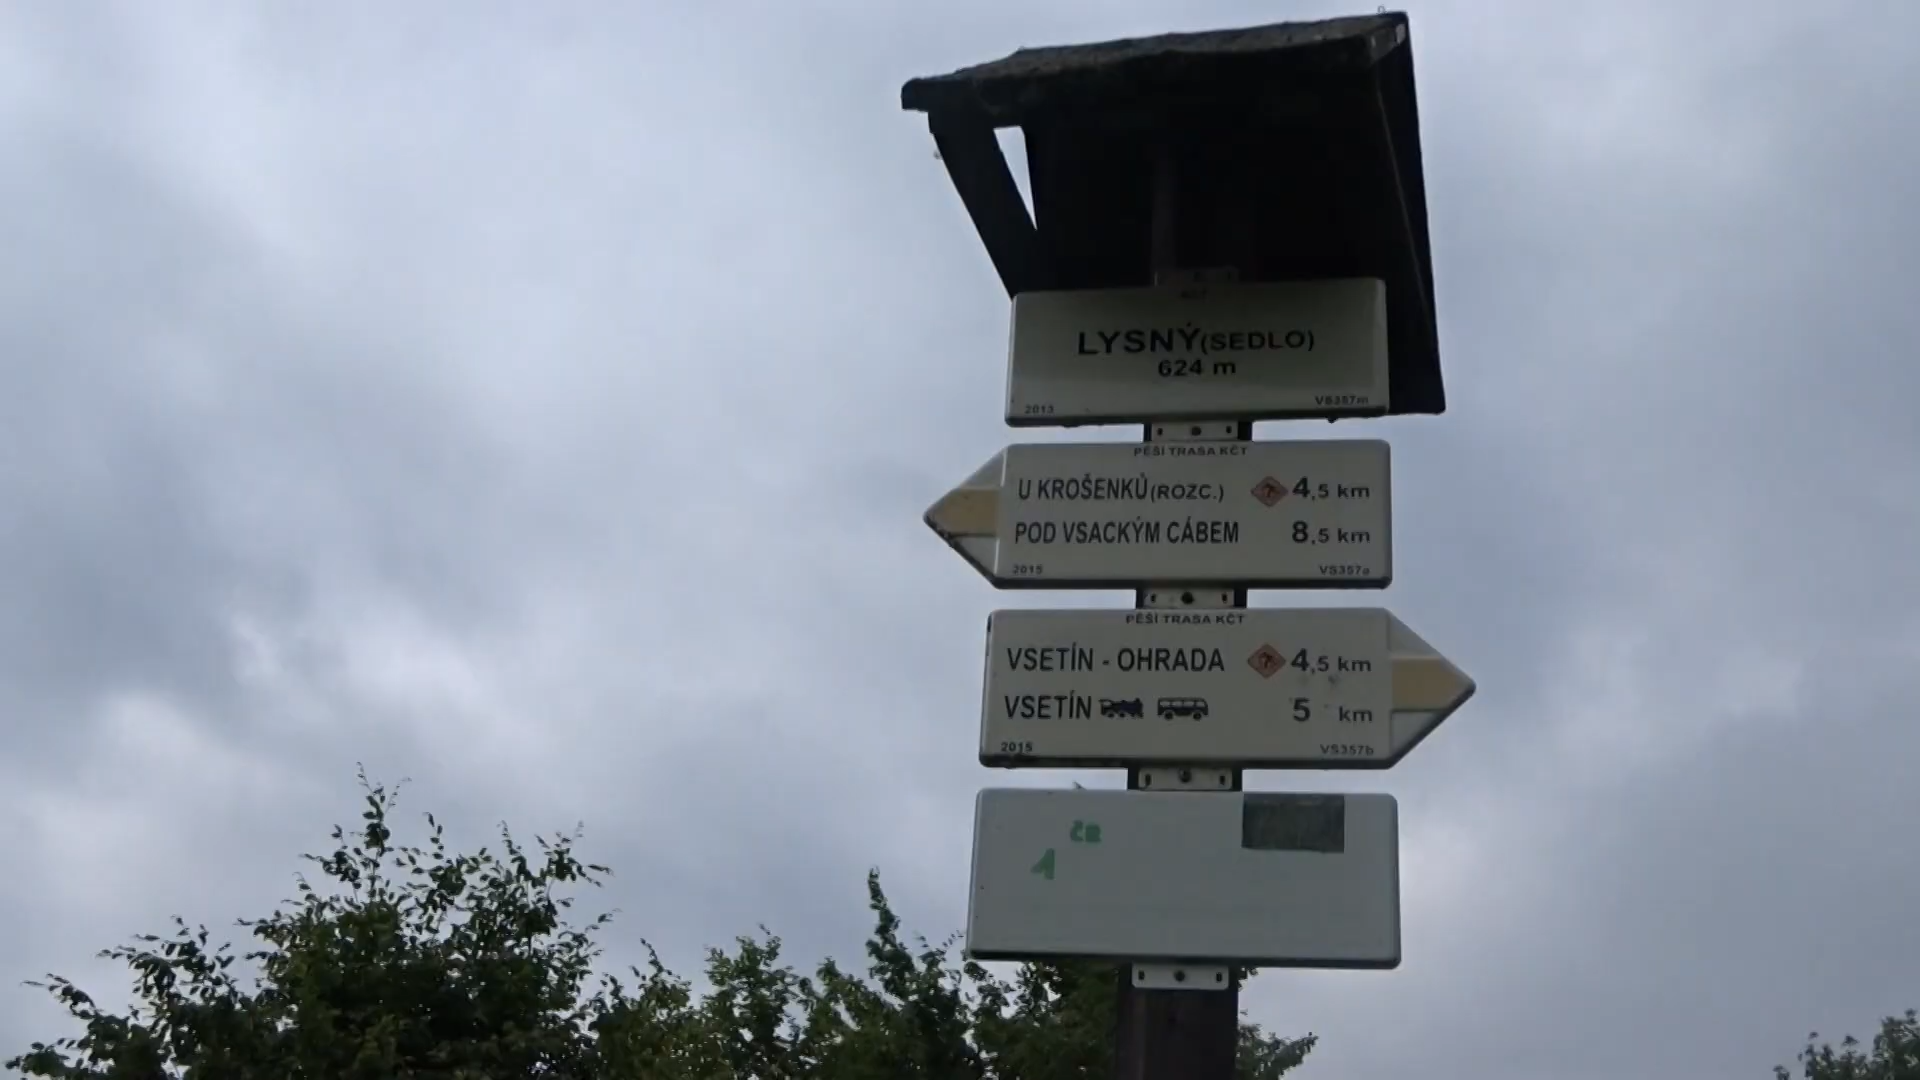 KČT
LYSNÝ (SEDLO)
624 m
2013 VS357m
PĚŠÍ TRASA KČT
U KROŠENKŮ (ROZC.) 4,5 km
POD VSACKÝM CÁBEM 8,5 km
2015 VS357a
PĚŠÍ TRASA KČT
VSETÍN - OHRADA 4,5 km
VSETÍN 5 km
2015 VS357b
ČR
1